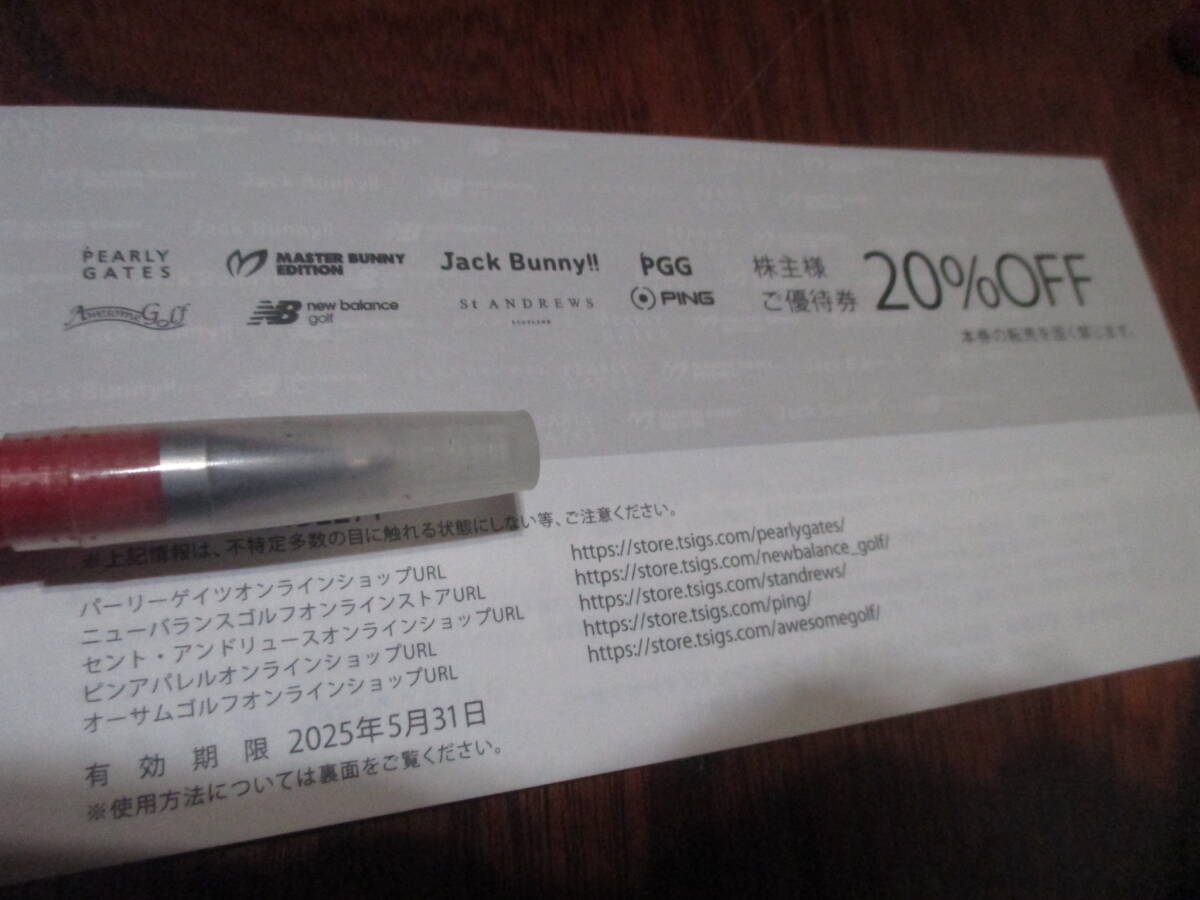 PEARLY GATES
MASTER BUNNY EDITION
Jack Bunny!!
PGG
Awesome Golf
new balance golf
St ANDREWS
SCOTLAND
PING
株主様
ご優待券
20%OFF
本券の転売を固く禁じます。
※上記情報は、不特定多数の目に触れる状態にしない等、ご注意ください。
パーリーゲイツオンラインショップURL https://store.tsigs.com/pearlygates/
ニューバランスゴルフオンラインストアURL https://store.tsigs.com/newbalance_golf/
セント・アンドリュースオンラインショップURL https://store.tsigs.com/standrews/
ピンアパレルオンラインショップURL https://store.tsigs.com/ping/
オーサムゴルフオンラインショップURL https://store.tsigs.com/awesomegolf/
有効期限 2025年5月31日
※使用方法については裏面をご覧ください。